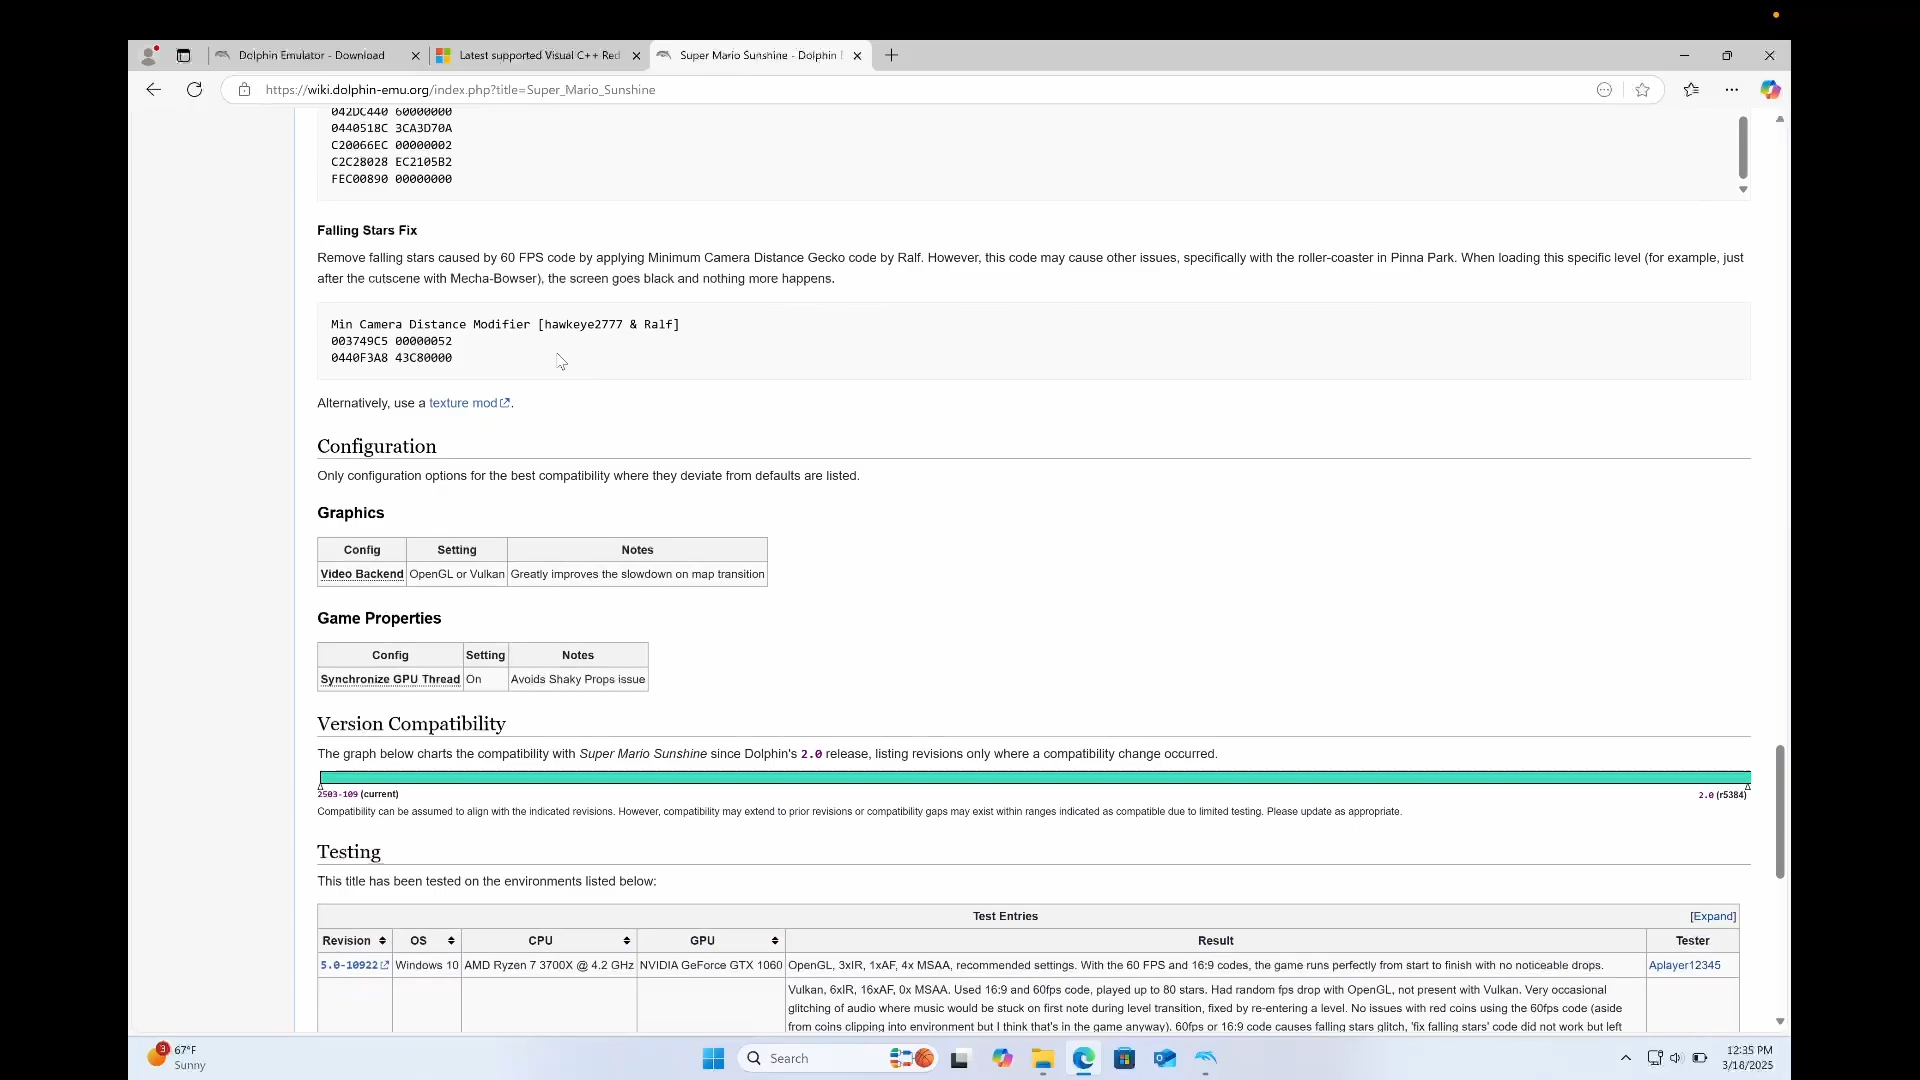 Dolphin Emulator - Download
Latest supported Visual C++ Red
Super Mario Sunshine - Dolphin E
https://wiki.dolphin-emu.org/index.php?title=Super_Mario_Sunshine
042DC440 60000000
0440518C 3CA3D70A
C20066EC 00000002
C2C28028 EC2105B2
FEC00890 00000000
Falling Stars Fix
Remove falling stars caused by 60 FPS code by applying Minimum Camera Distance Gecko code by Ralf. However, this code may cause other issues, specifically with the roller-coaster in Pinna Park. When loading this specific level (for example, just
after the cutscene with Mecha-Bowser), the screen goes black and nothing more happens.
Min Camera Distance Modifier [hawkeye2777 & Ralf]
003749C5 00000052
0440F3A8 43C80000
Alternatively, use a texture mod.
Configuration
Only configuration options for the best compatibility where they deviate from defaults are listed.
Graphics
Config Setting Notes
Video Backend OpenGL or Vulkan Greatly improves the slowdown on map transition
Game Properties
Config Setting Notes
Synchronize GPU Thread On Avoids Shaky Props issue
Version Compatibility
The graph below charts the compatibility with Super Mario Sunshine since Dolphin's 2.0 release, listing revisions only where a compatibility change occurred.
2503-109 (current) 2.0 (r5384)
Compatibility can be assumed to align with the indicated revisions. However, compatibility may extend to prior revisions or compatibility gaps may exist within ranges indicated as compatible due to limited testing. Please update as appropriate.
Testing
This title has been tested on the environments listed below:
Test Entries [Expand]
Revision OS CPU GPU Result Tester
5.0-10922 Windows 10 AMD Ryzen 7 3700X @ 4.2 GHz NVIDIA GeForce GTX 1060 OpenGL, 3xIR, 1xAF, 4x MSAA, recommended settings. With the 60 FPS and 16:9 codes, the game runs perfectly from start to finish with no noticeable drops. Aplayer12345
Vulkan, 6xIR, 16xAF, 0x MSAA. Used 16:9 and 60fps code, played up to 80 stars. Had random fps drop with OpenGL, not present with Vulkan. Very occasional
glitching of audio where music would be stuck on first note during level transition, fixed by re-entering a level. No issues with red coins using the 60fps code (aside
from coins clipping into environment but I think that's in the game anyway). 60fps or 16:9 code causes falling stars glitch, 'fix falling stars' code did not work but left
3
67°F
Sunny
Search
12:35 PM
3/18/2025